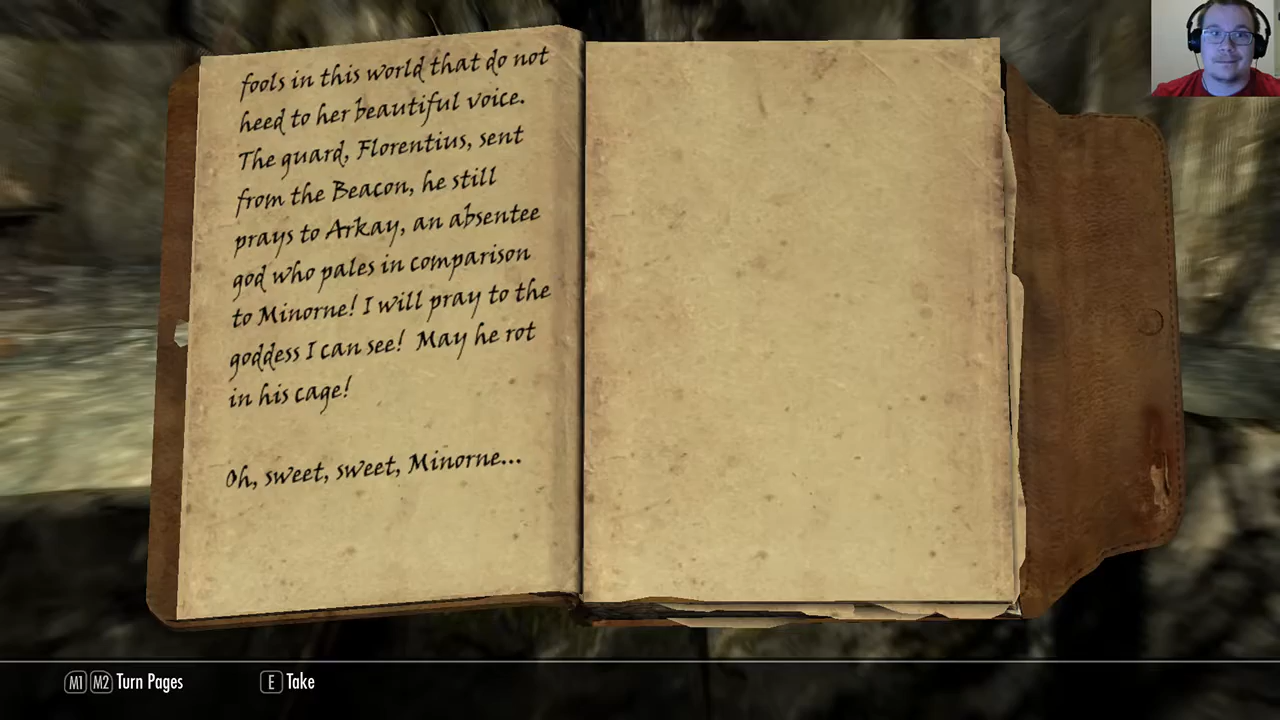 fools in this world that do not
heed to her beautiful voice.
The guard, Florentius, sent
from the Beacon, he still
prays to Arkay, an absentee
god who pales in comparison
to Minorne! I will pray to the
goddess I can see! May he rot
in his cage!
Oh, sweet, sweet, Minorne...
M1 M2 Turn Pages
E Take